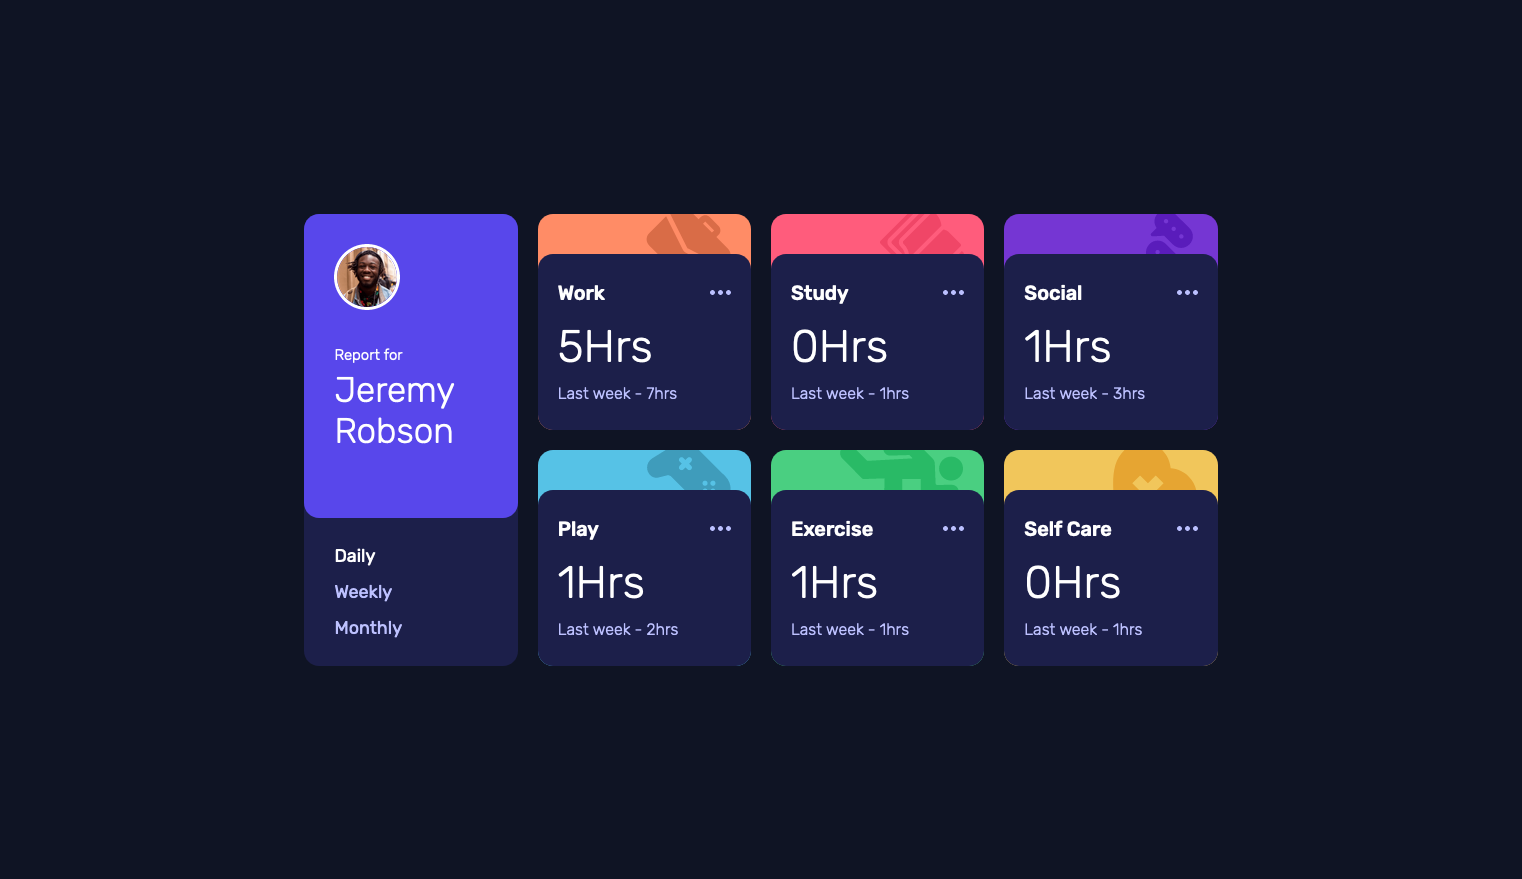 Report for
Jeremy
Robson
Daily
Weekly
Monthly
Work
5Hrs
Last week - 7hrs
Study
0Hrs
Last week - 1hrs
Social
1Hrs
Last week - 3hrs
Play
1Hrs
Last week - 2hrs
Exercise
1Hrs
Last week - 1hrs
Self Care
0Hrs
Last week - 1hrs